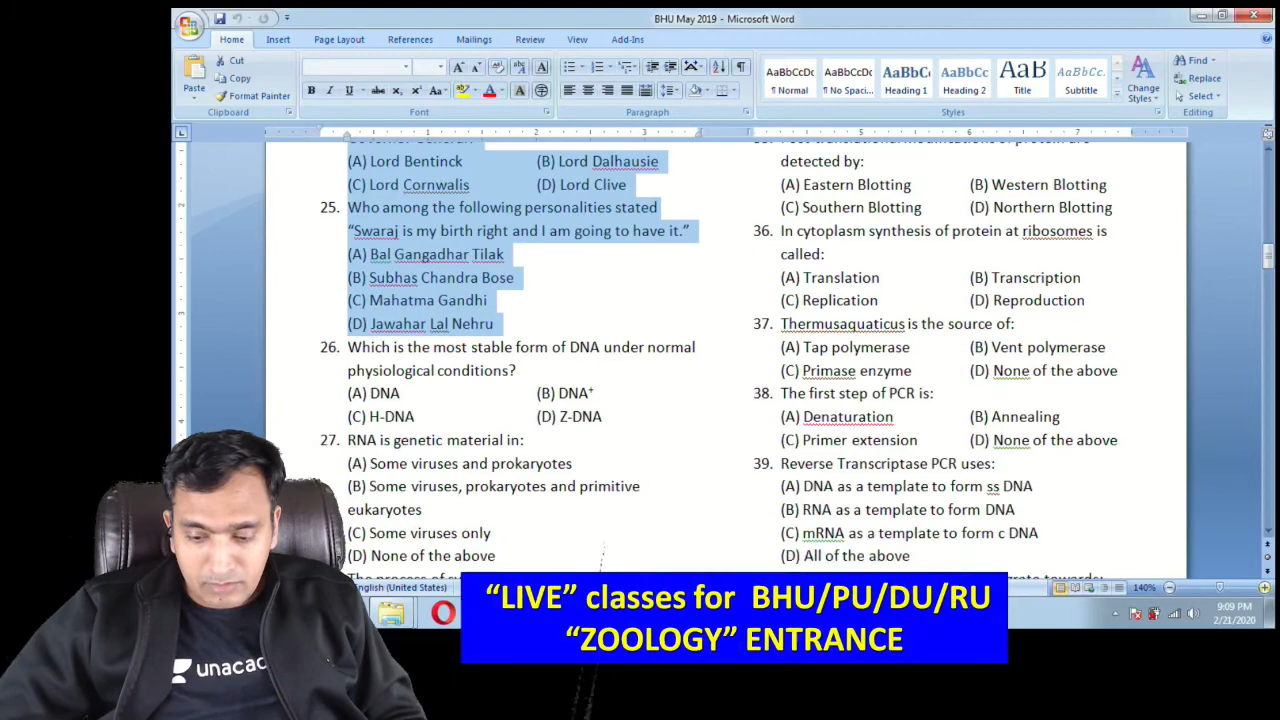 BHU May 2019 - Microsoft Word
Home
Insert
Page Layout
References
Mailings
Review
View
Add-Ins
Paste
Cut
Copy
Format Painter
Clipboard
Font
Paragraph
AaBbCcDc
¶ Normal
AaBbCcDc
¶ No Spaci...
AaBbC
Heading 1
AaBbCc
Heading 2
AaB
Title
AaBbCcL
Subtitle
Change
Styles
Styles
Find
Replace
Select
Editing
1 2 3 5 6 7
(A) Lord Bentinck (B) Lord Dalhausie
(C) Lord Cornwalis (D) Lord Clive
25. Who among the following personalities stated
“Swaraj is my birth right and I am going to have it.”
(A) Bal Gangadhar Tilak
(B) Subhas Chandra Bose
(C) Mahatma Gandhi
(D) Jawahar Lal Nehru
26. Which is the most stable form of DNA under normal
physiological conditions?
(A) DNA (B) DNA⁺
(C) H-DNA (D) Z-DNA
27. RNA is genetic material in:
(A) Some viruses and prokaryotes
(B) Some viruses, prokaryotes and primitive
eukaryotes
(C) Some viruses only
(D) None of the above
detected by:
(A) Eastern Blotting (B) Western Blotting
(C) Southern Blotting (D) Northern Blotting
36. In cytoplasm synthesis of protein at ribosomes is
called:
(A) Translation (B) Transcription
(C) Replication (D) Reproduction
37. Thermusaquaticus is the source of:
(A) Tap polymerase (B) Vent polymerase
(C) Primase enzyme (D) None of the above
38. The first step of PCR is:
(A) Denaturation (B) Annealing
(C) Primer extension (D) None of the above
39. Reverse Transcriptase PCR uses:
(A) DNA as a template to form ss DNA
(B) RNA as a template to form DNA
(C) mRNA as a template to form c DNA
(D) All of the above
English (United States)
140%
9:09 PM
2/21/2020
“LIVE” classes for BHU/PU/DU/RU
“ZOOLOGY” ENTRANCE
unacad